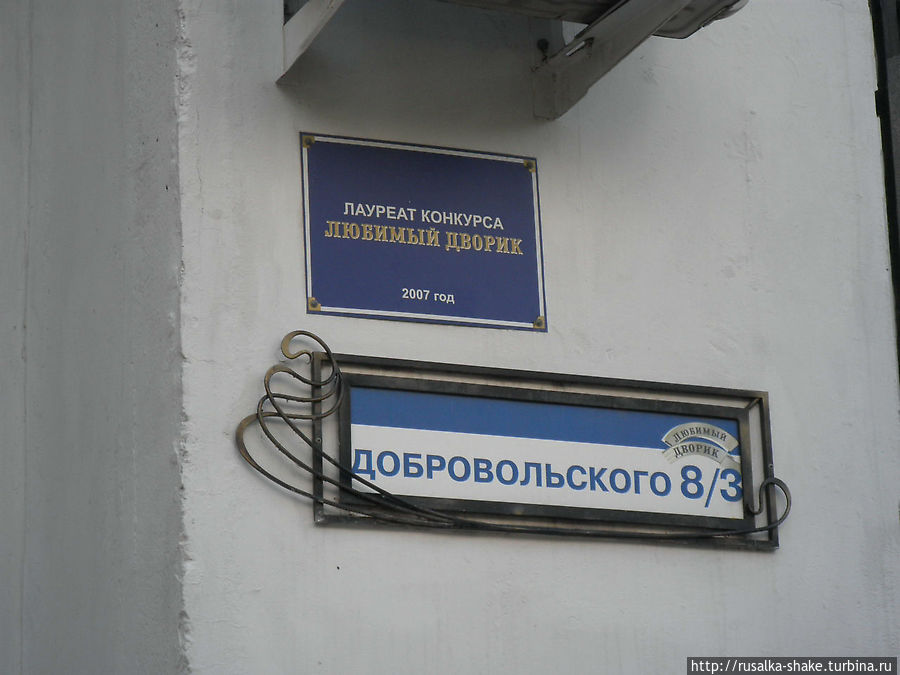 ЛАУРЕАТ КОНКУРСА
ЛЮБИМЫЙ ДВОРИК
2007 год
ЛЮБИМЫЙ
ДВОРИК
ДОБРОВОЛЬСКОГО 8/3
http://rusalka-shake.turbina.ru